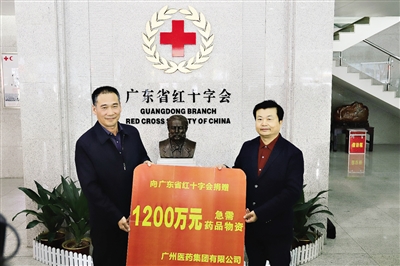 广东省红十字会
GUANGDONG BRANCH
RED CROSS SOCIETY OF CHINA
向广东省红十字会捐赠
1200万元 急需
药品物资
广州医药集团有限公司